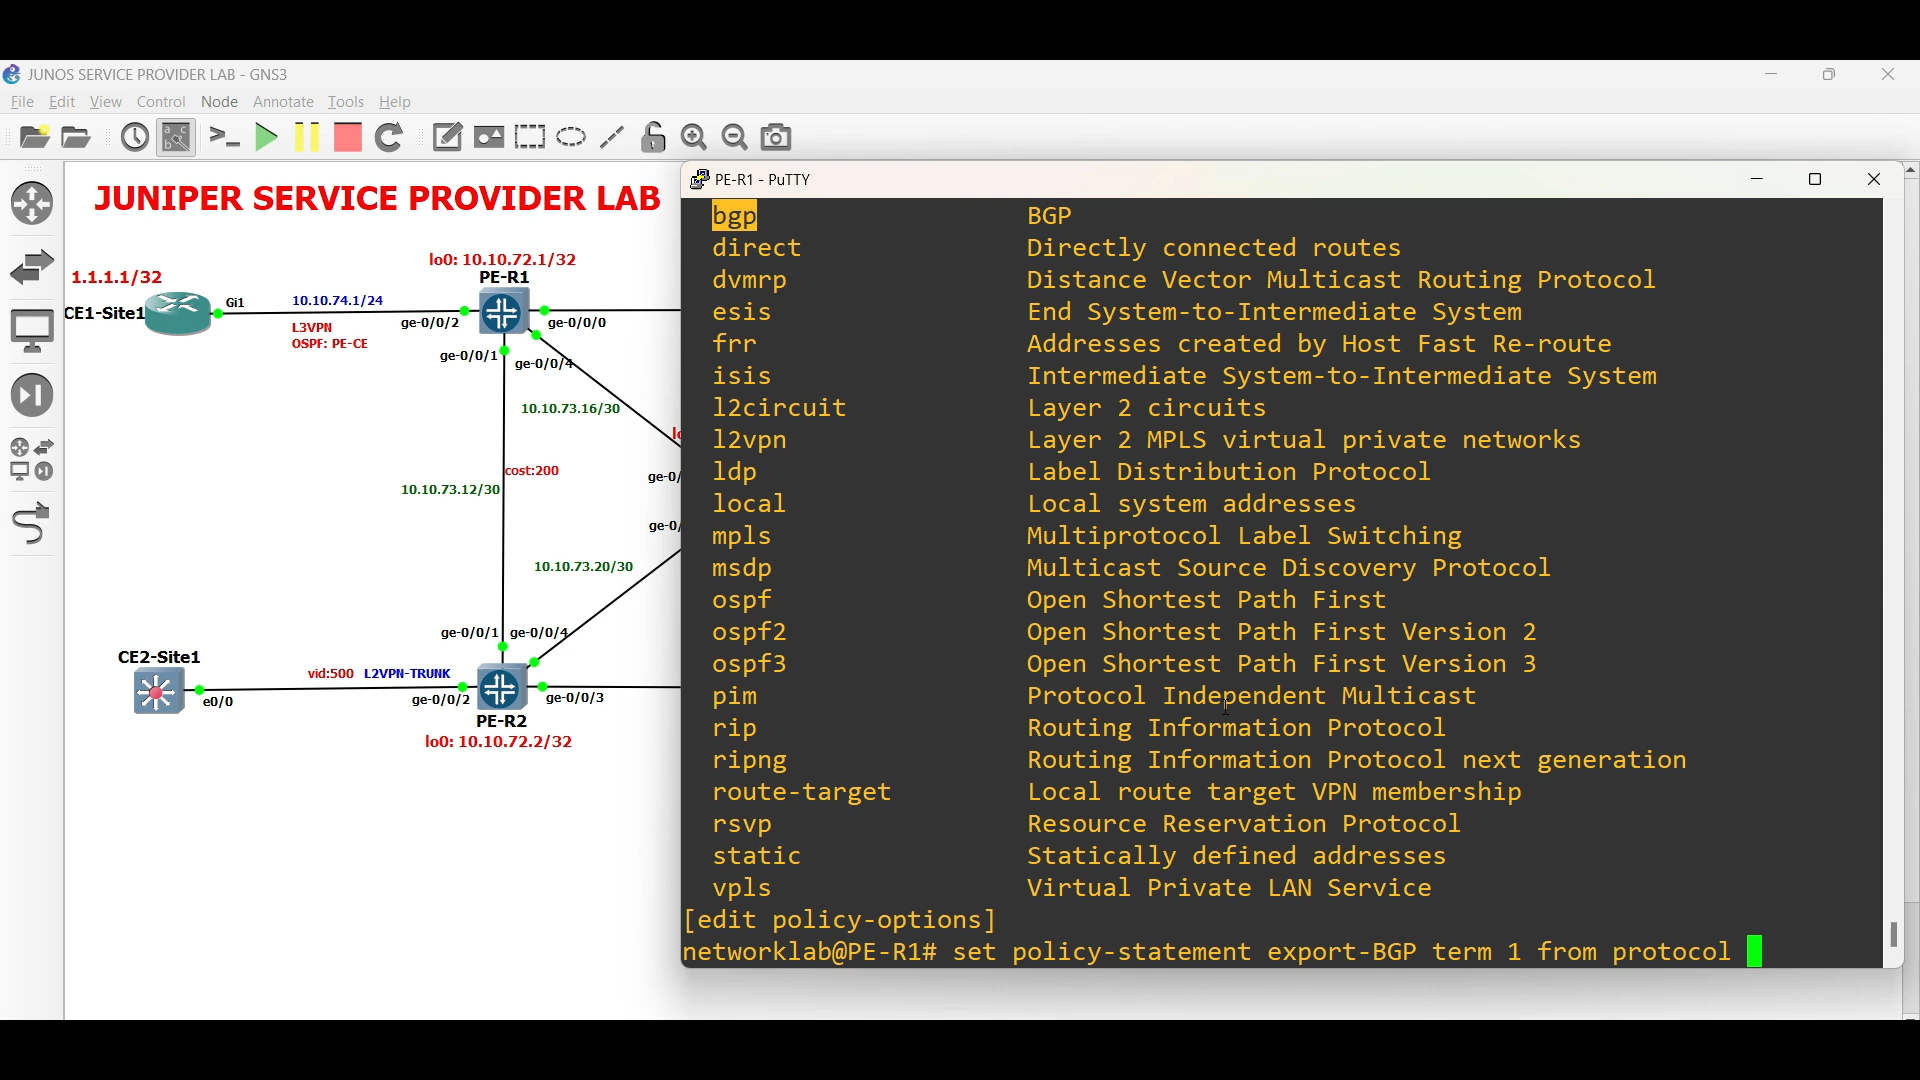 JUNOS SERVICE PROVIDER LAB - GNS3
File Edit View Control Node Annotate Tools Help
JUNIPER SERVICE PROVIDER LAB
lo0: 10.10.72.1/32
PE-R1
1.1.1.1/32
CE1-Site1
Gi1
10.10.74.1/24
L3VPN
OSPF: PE-CE
ge-0/0/2
ge-0/0/0
ge-0/0/1
ge-0/0/4
10.10.73.16/30
cost:200
10.10.73.12/30
10.10.73.20/30
ge-0/0/1
ge-0/0/4
CE2-Site1
vid:500 L2VPN-TRUNK
e0/0
ge-0/0/2
ge-0/0/3
PE-R2
lo0: 10.10.72.2/32
lo
ge-0/
ge-0/
PE-R1 - PuTTY
bgp BGP
direct Directly connected routes
dvmrp Distance Vector Multicast Routing Protocol
esis End System-to-Intermediate System
frr Addresses created by Host Fast Re-route
isis Intermediate System-to-Intermediate System
l2circuit Layer 2 circuits
l2vpn Layer 2 MPLS virtual private networks
ldp Label Distribution Protocol
local Local system addresses
mpls Multiprotocol Label Switching
msdp Multicast Source Discovery Protocol
ospf Open Shortest Path First
ospf2 Open Shortest Path First Version 2
ospf3 Open Shortest Path First Version 3
pim Protocol Independent Multicast
rip Routing Information Protocol
ripng Routing Information Protocol next generation
route-target Local route target VPN membership
rsvp Resource Reservation Protocol
static Statically defined addresses
vpls Virtual Private LAN Service
[edit policy-options]
networklab@PE-R1# set policy-statement export-BGP term 1 from protocol